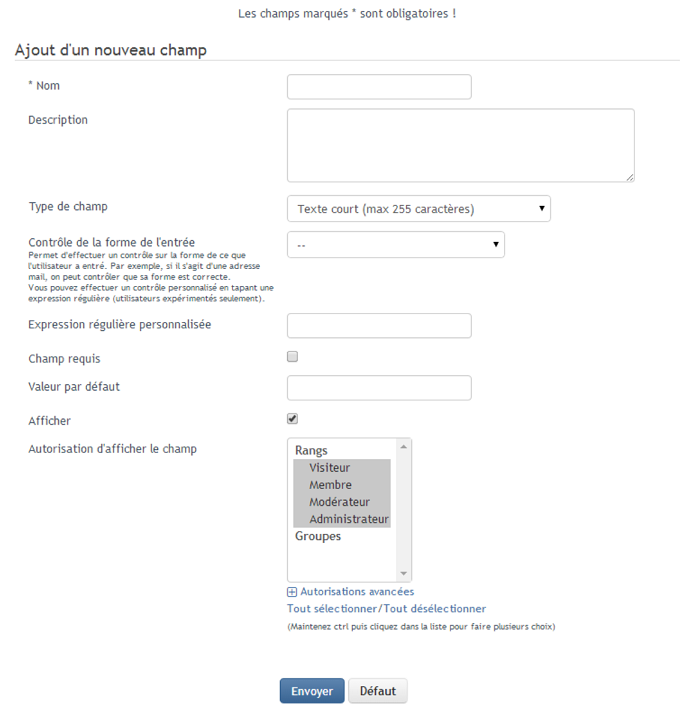 Les champs marqués * sont obligatoires !
Ajout d'un nouveau champ
* Nom
Description
Type de champ
Texte court (max 255 caractères)
Contrôle de la forme de l'entrée
--
Permet d'effectuer un contrôle sur la forme de ce que
l'utilisateur a entré. Par exemple, si il s'agit d'une adresse
mail, on peut contrôler que sa forme est correcte.
Vous pouvez effectuer un contrôle personnalisé en tapant une
expression régulière (utilisateurs expérimentés seulement).
Expression régulière personnalisée
Champ requis
Valeur par défaut
Afficher
Autorisation d'afficher le champ
Rangs
Visiteur
Membre
Modérateur
Administrateur
Groupes
Autorisations avancées
Tout sélectionner/Tout désélectionner
(Maintenez ctrl puis cliquez dans la liste pour faire plusieurs choix)
Envoyer
Défaut